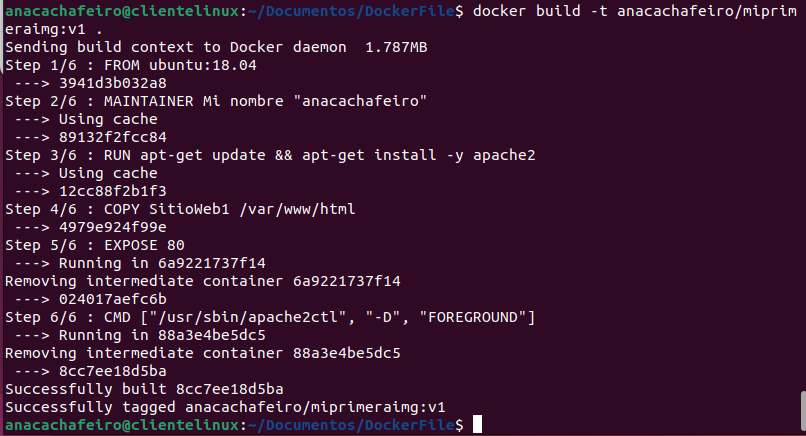 anacachafeiro@clientelinux:~/Documentos/DockerFile$ docker build -t anacachafeiro/miprim
eraimg:v1 .
Sending build context to Docker daemon  1.787MB
Step 1/6 : FROM ubuntu:18.04
 ---> 3941d3b032a8
Step 2/6 : MAINTAINER Mi nombre "anacachafeiro"
 ---> Using cache
 ---> 89132f2fcc84
Step 3/6 : RUN apt-get update && apt-get install -y apache2
 ---> Using cache
 ---> 12cc88f2b1f3
Step 4/6 : COPY SitioWeb1 /var/www/html
 ---> 4979e924f99e
Step 5/6 : EXPOSE 80
 ---> Running in 6a9221737f14
Removing intermediate container 6a9221737f14
 ---> 024017aefc6b
Step 6/6 : CMD ["/usr/sbin/apache2ctl", "-D", "FOREGROUND"]
 ---> Running in 88a3e4be5dc5
Removing intermediate container 88a3e4be5dc5
 ---> 8cc7ee18d5ba
Successfully built 8cc7ee18d5ba
Successfully tagged anacachafeiro/miprimeraimg:v1
anacachafeiro@clientelinux:~/Documentos/DockerFile$